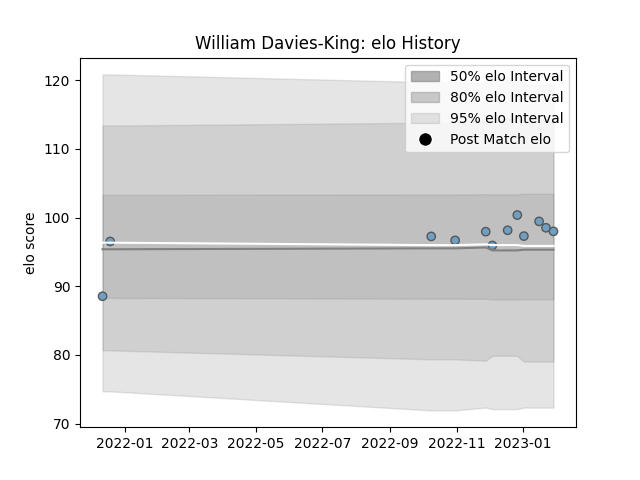 William Davies-King: elo History
120
110
100
90
80
70
elo score
50% elo Interval
80% elo Interval
95% elo Interval
Post Match elo
2022-01 2022-03 2022-05 2022-07 2022-09 2022-11 2023-01